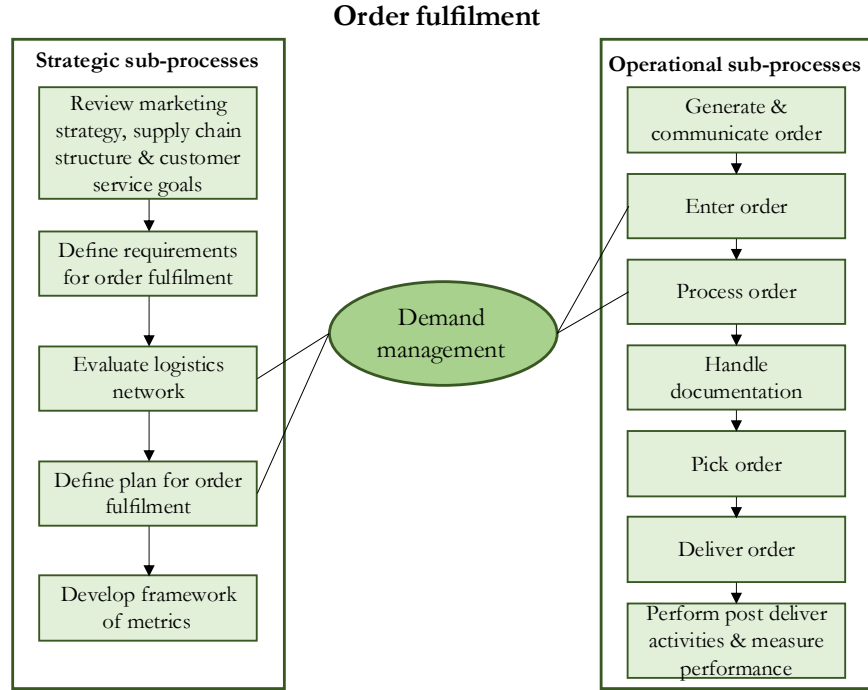 Order fulfilment
Strategic sub-processes
Review marketing
strategy, supply chain
structure & customer
service goals
Define requirements
for order fulfilment
Evaluate logistics
network
Define plan for order
fulfilment
Develop framework
of metrics
Demand
management
Operational sub-processes
Generate &
communicate order
Enter order
Process order
Handle
documentation
Pick order
Deliver order
Perform post deliver
activities & measure
performance